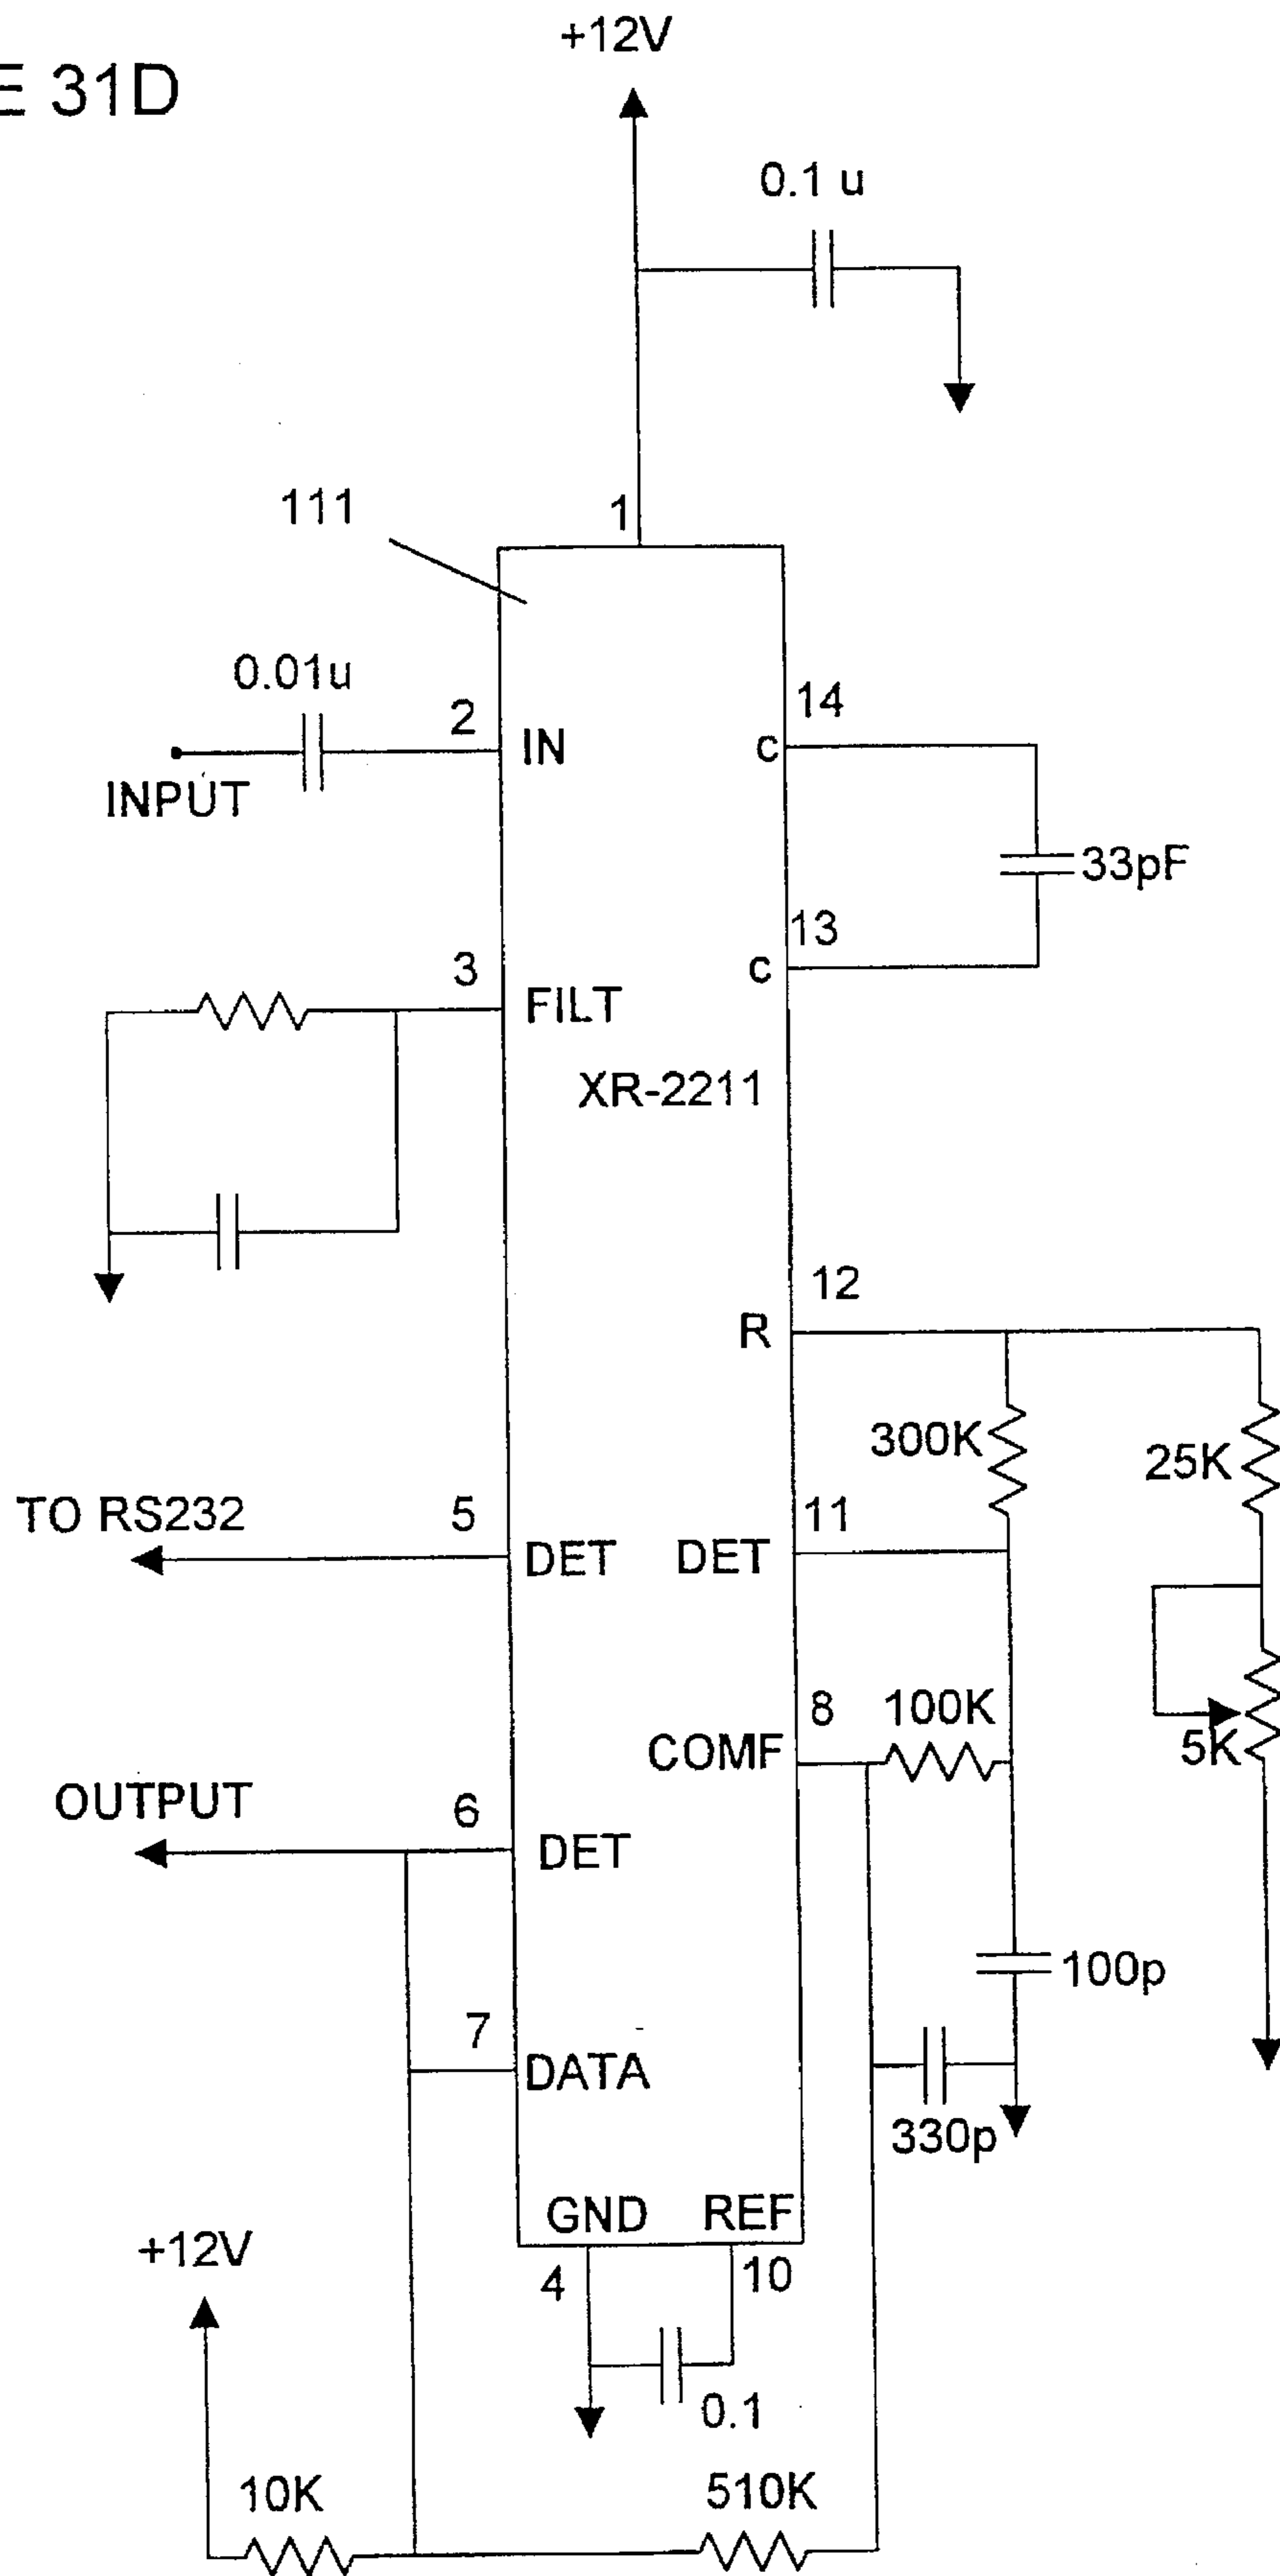 E 31D
+12V
0.1 u
111
1
0.01u
2
IN
INPUT
14
c
33pF
13
c
3
FILT
XR-2211
12
R
300K
25K
TO RS232
5
DET
11
DET
8
100K
COMF
5K
OUTPUT
6
DET
100p
7
DATA
330p
GND
REF
+12V
4
10
0.1
10K
510K